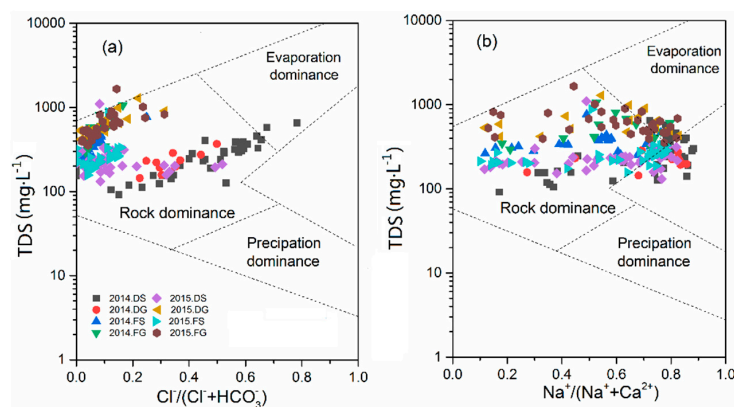 (a)
Evaporation
dominance
Rock dominance
Precipation
dominance
2014.DS
2015.DS
2014.DG
2015.DG
2014.FS
2015.FS
2014.FG
2015.FG
TDS (mg·L⁻¹)
10000
1000
100
10
1
0.0
0.2
0.4
0.6
0.8
1.0
Cl⁻/(Cl⁻+HCO₃⁻)
(b)
Evaporation
dominance
Rock dominance
Precipation
dominance
TDS (mg·L⁻¹)
10000
1000
100
10
1
0.0
0.2
0.4
0.6
0.8
1.0
Na⁺/(Na⁺+Ca²⁺)